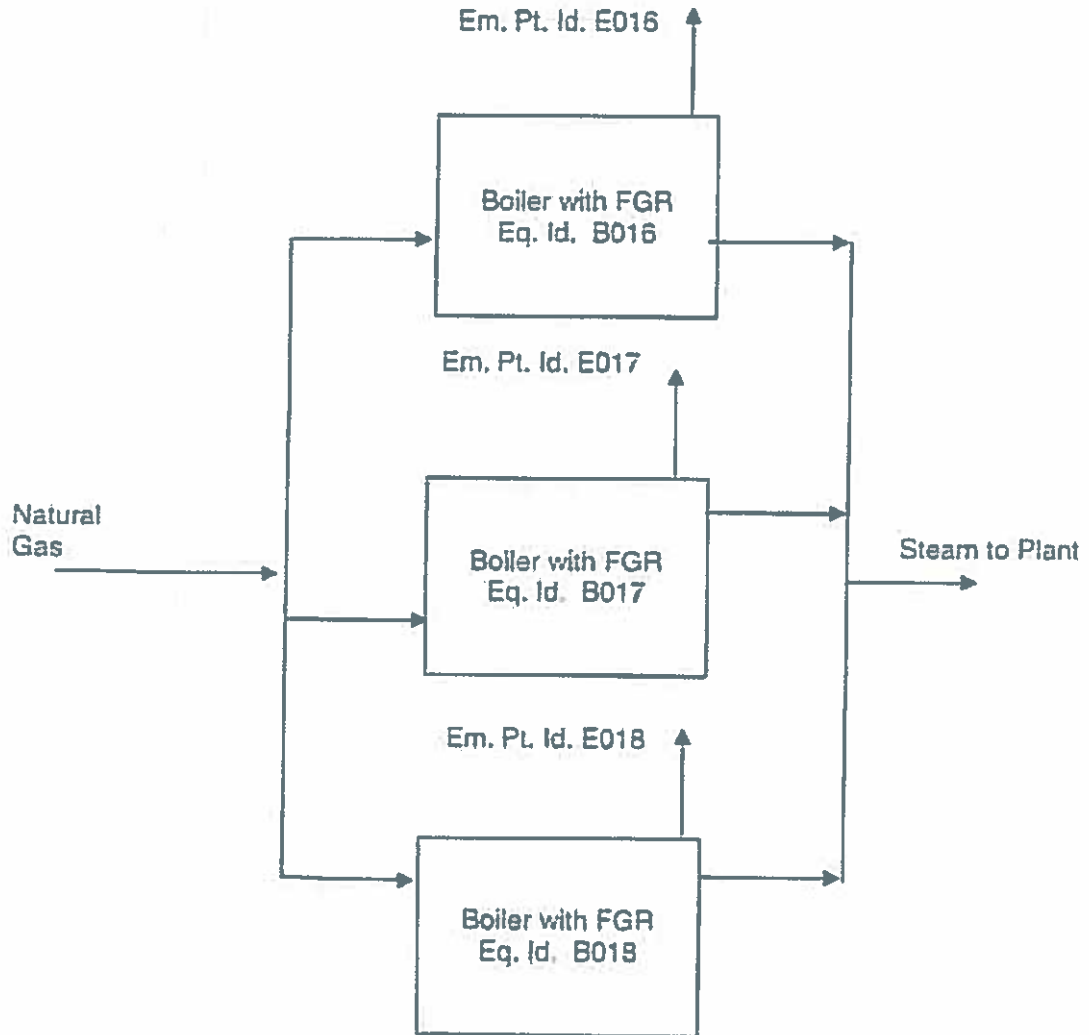 Em. Pt. Id. E016
Boiler with FGR
Eq. Id. B016
Em. Pt. Id. E017
Natural
Gas
Boiler with FGR
Eq. Id. B017
Steam to Plant
Em. Pt. Id. E018
Boiler with FGR
Eq. Id. B018